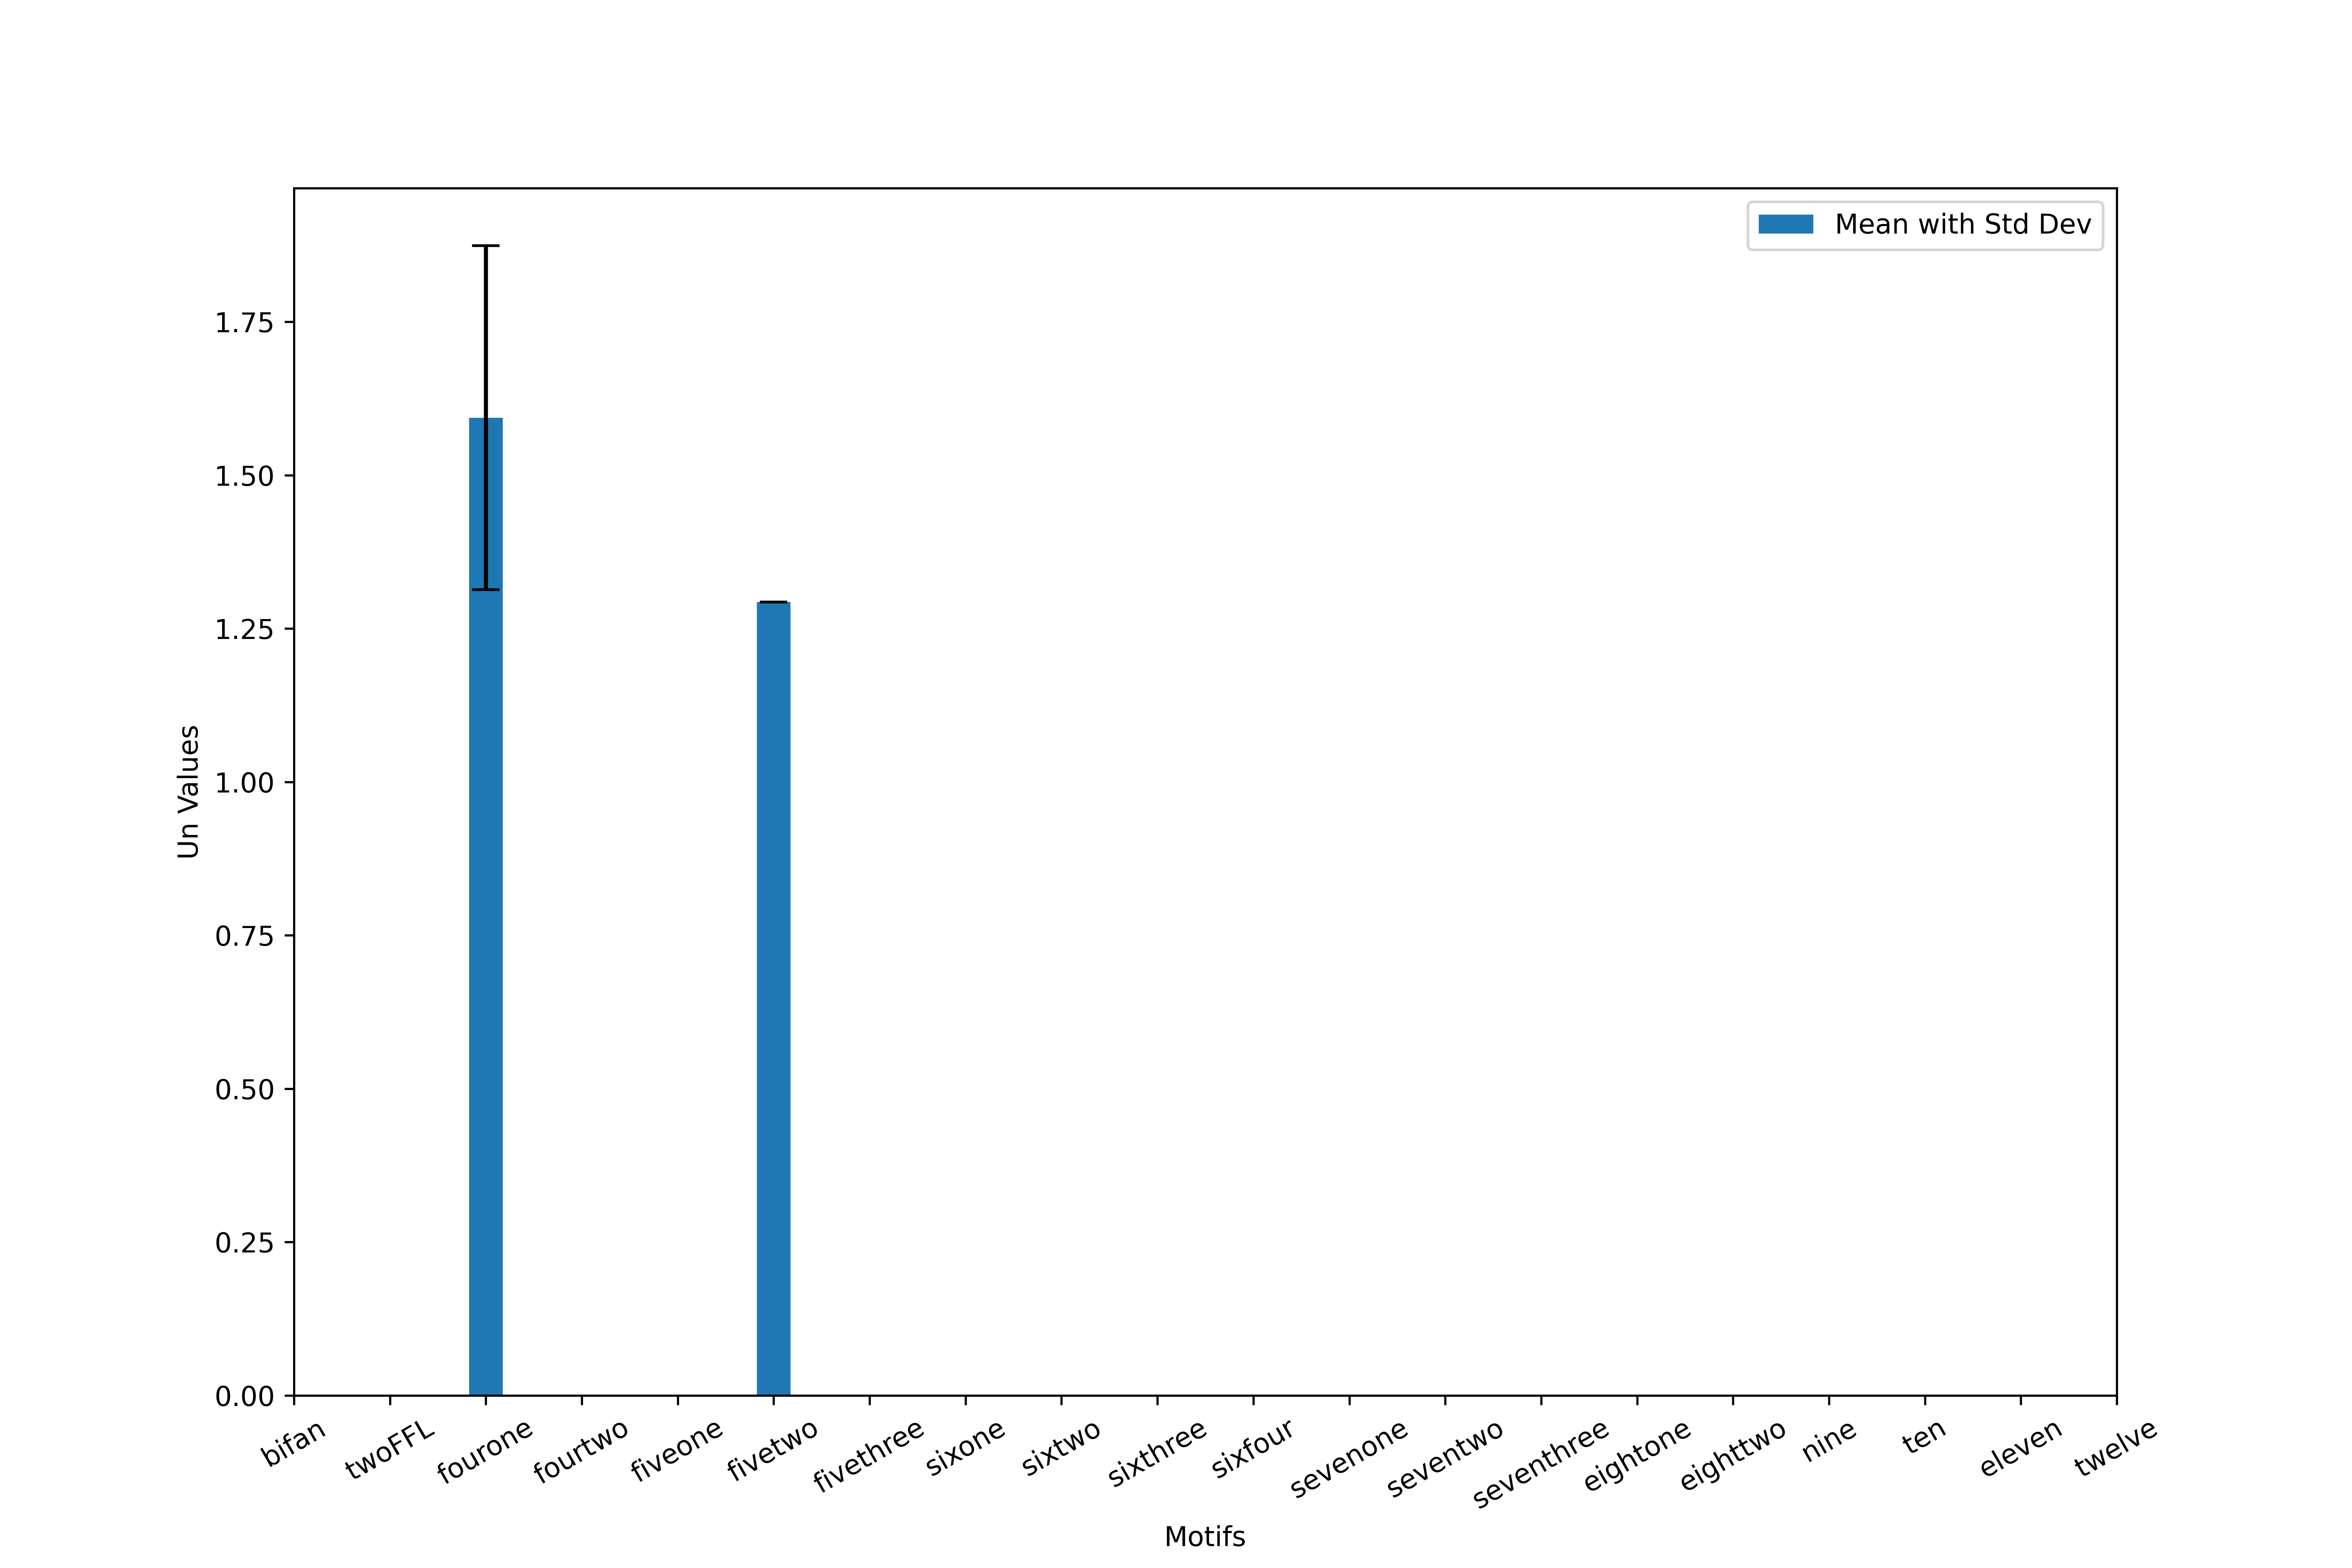 Mean with Std Dev
1.75
1.50
1.25
1.00
0.75
0.50
0.25
0.00
Un Values
bifan
twoFFL
fourone
fourtwo
fiveone
fivetwo
fivethree
sixone
sixtwo
sixthree
sixfour
sevenone
seventwo
seventhree
eightone
eighttwo
nine
ten
eleven
twelve
Motifs